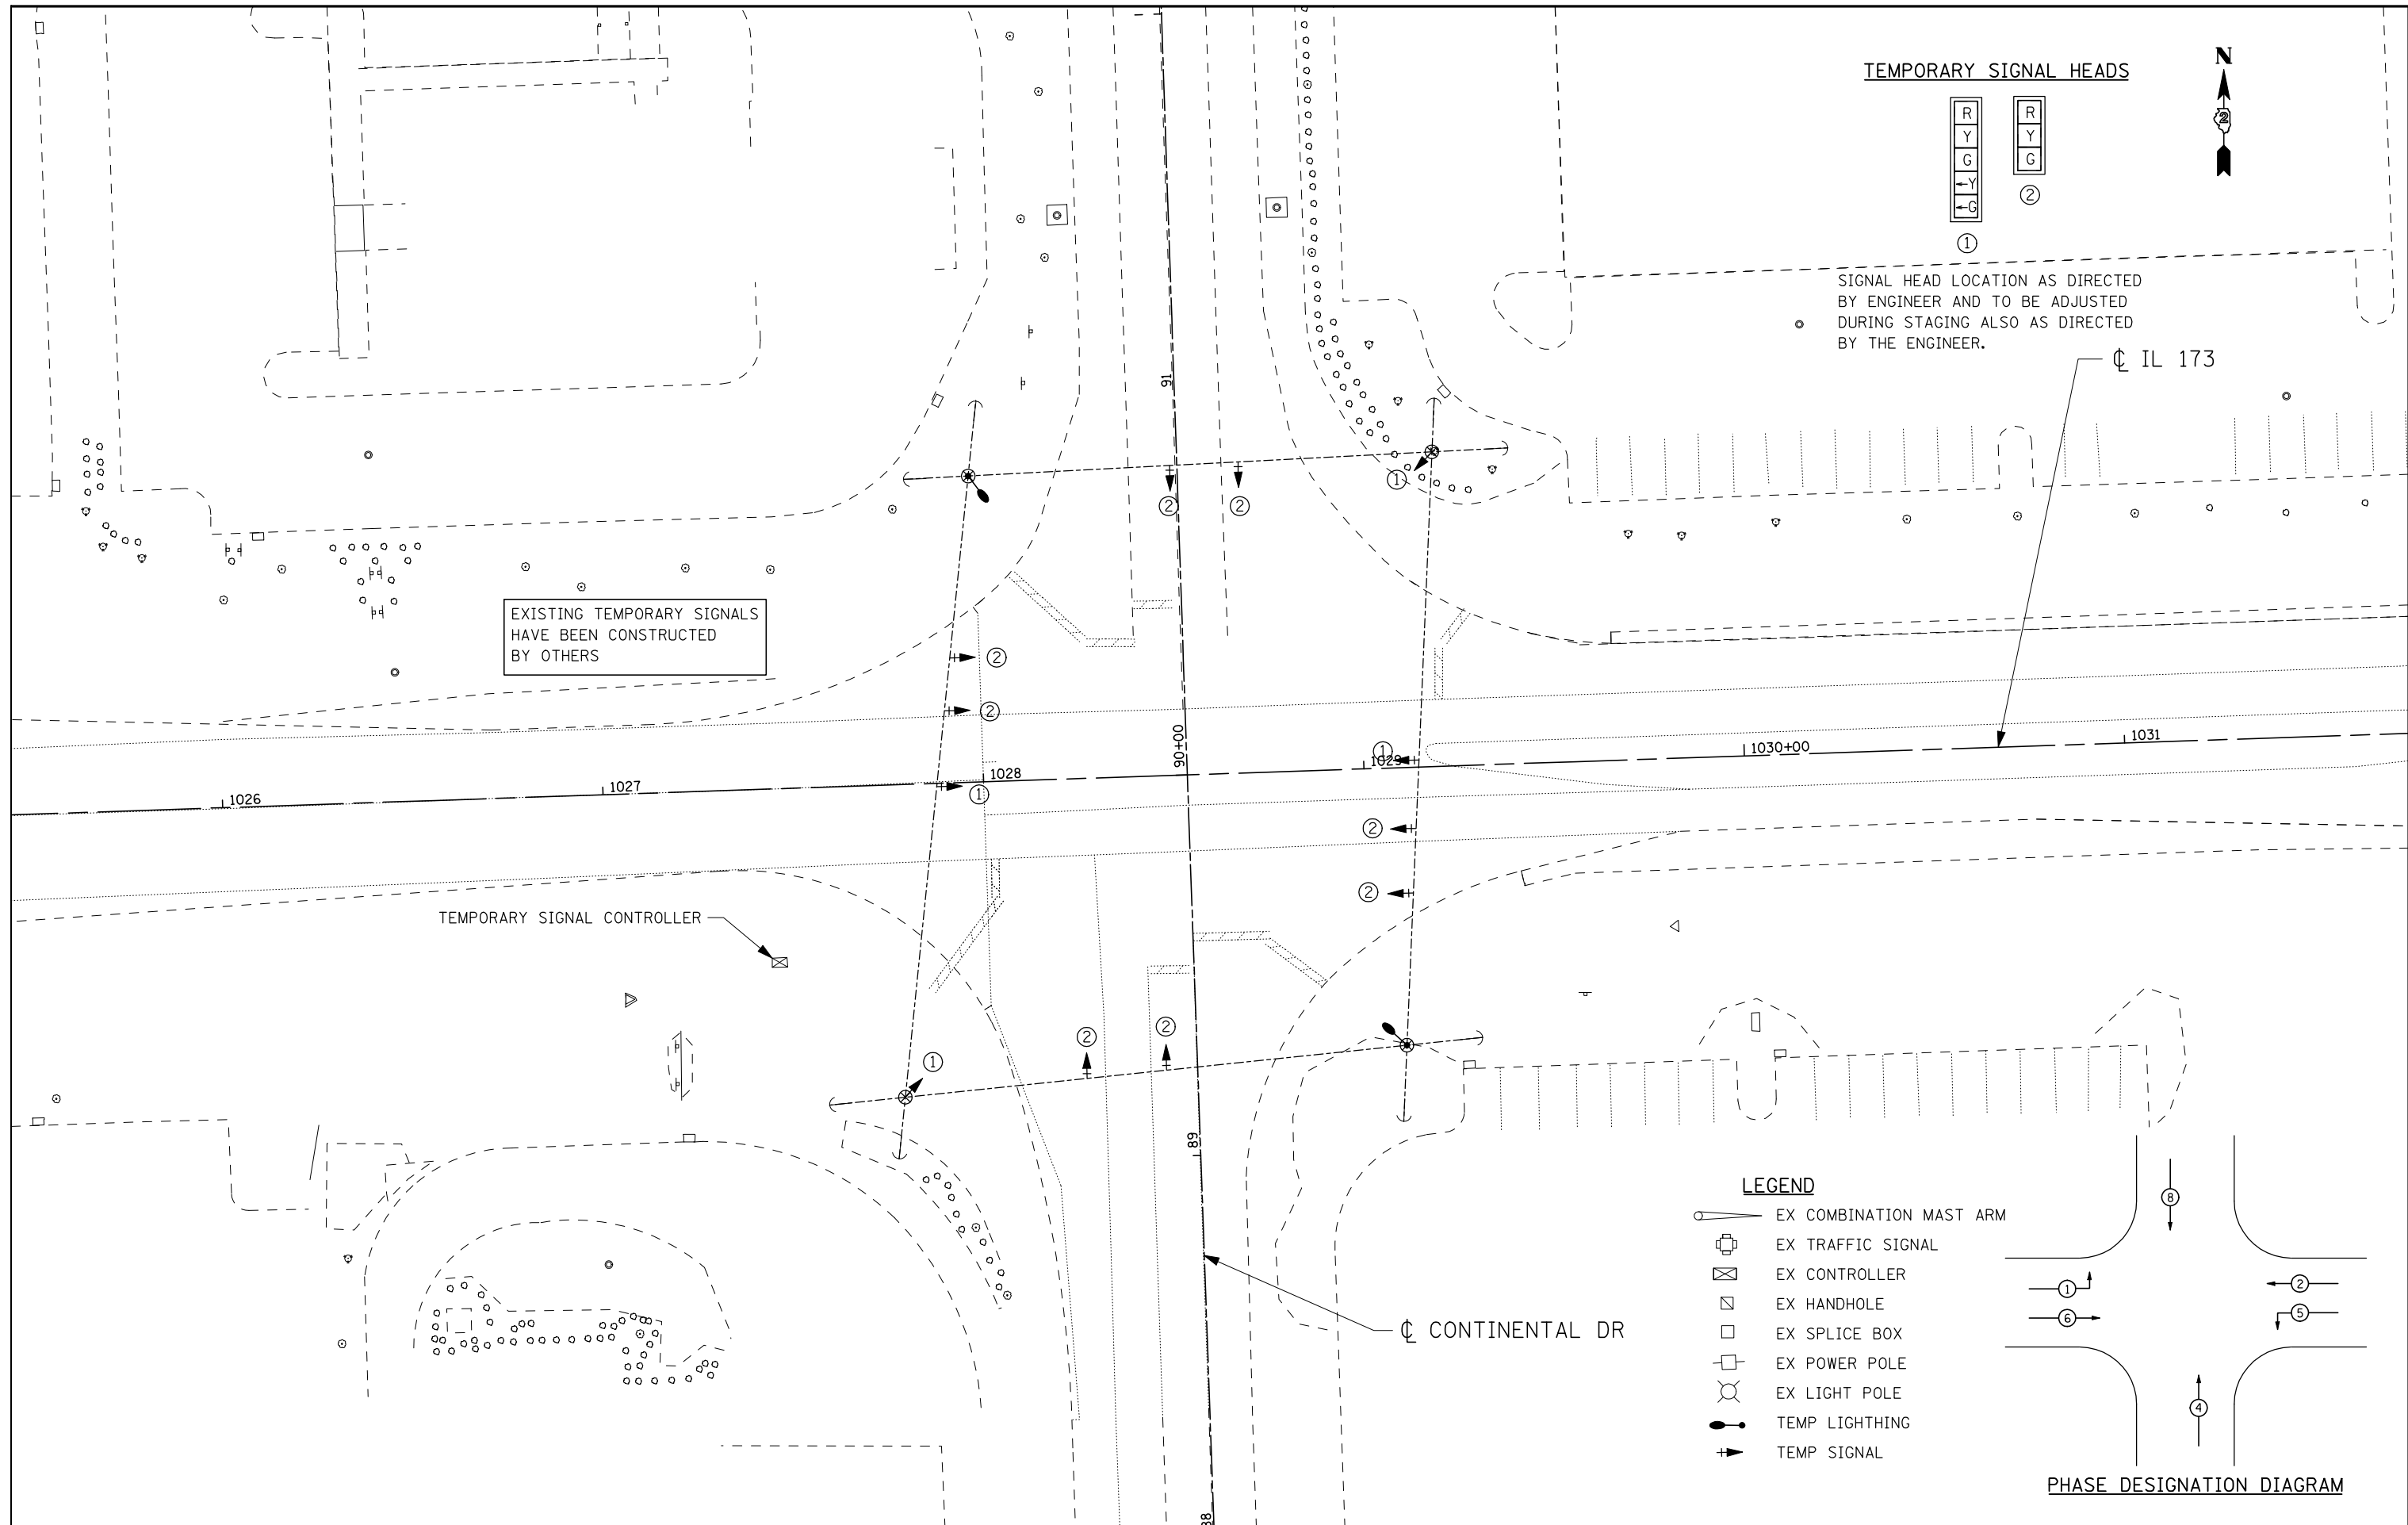 TEMPORARY SIGNAL HEADS
N
2
R
Y
G
←Y
←G
①
R
Y
G
②
SIGNAL HEAD LOCATION AS DIRECTED
BY ENGINEER AND TO BE ADJUSTED
DURING STAGING ALSO AS DIRECTED
BY THE ENGINEER.
℄ IL 173
91
①
②
②
EXISTING TEMPORARY SIGNALS
HAVE BEEN CONSTRUCTED
BY OTHERS
②
②
90+00
①
1026
1027
1028
1029
1030+00
1031
①
②
②
TEMPORARY SIGNAL CONTROLLER
②
②
①
89
88
℄ CONTINENTAL DR
LEGEND
EX COMBINATION MAST ARM
EX TRAFFIC SIGNAL
EX CONTROLLER
EX HANDHOLE
EX SPLICE BOX
EX POWER POLE
EX LIGHT POLE
TEMP LIGHTHING
TEMP SIGNAL
⑧
① ②
⑥ ⑤
④
PHASE DESIGNATION DIAGRAM